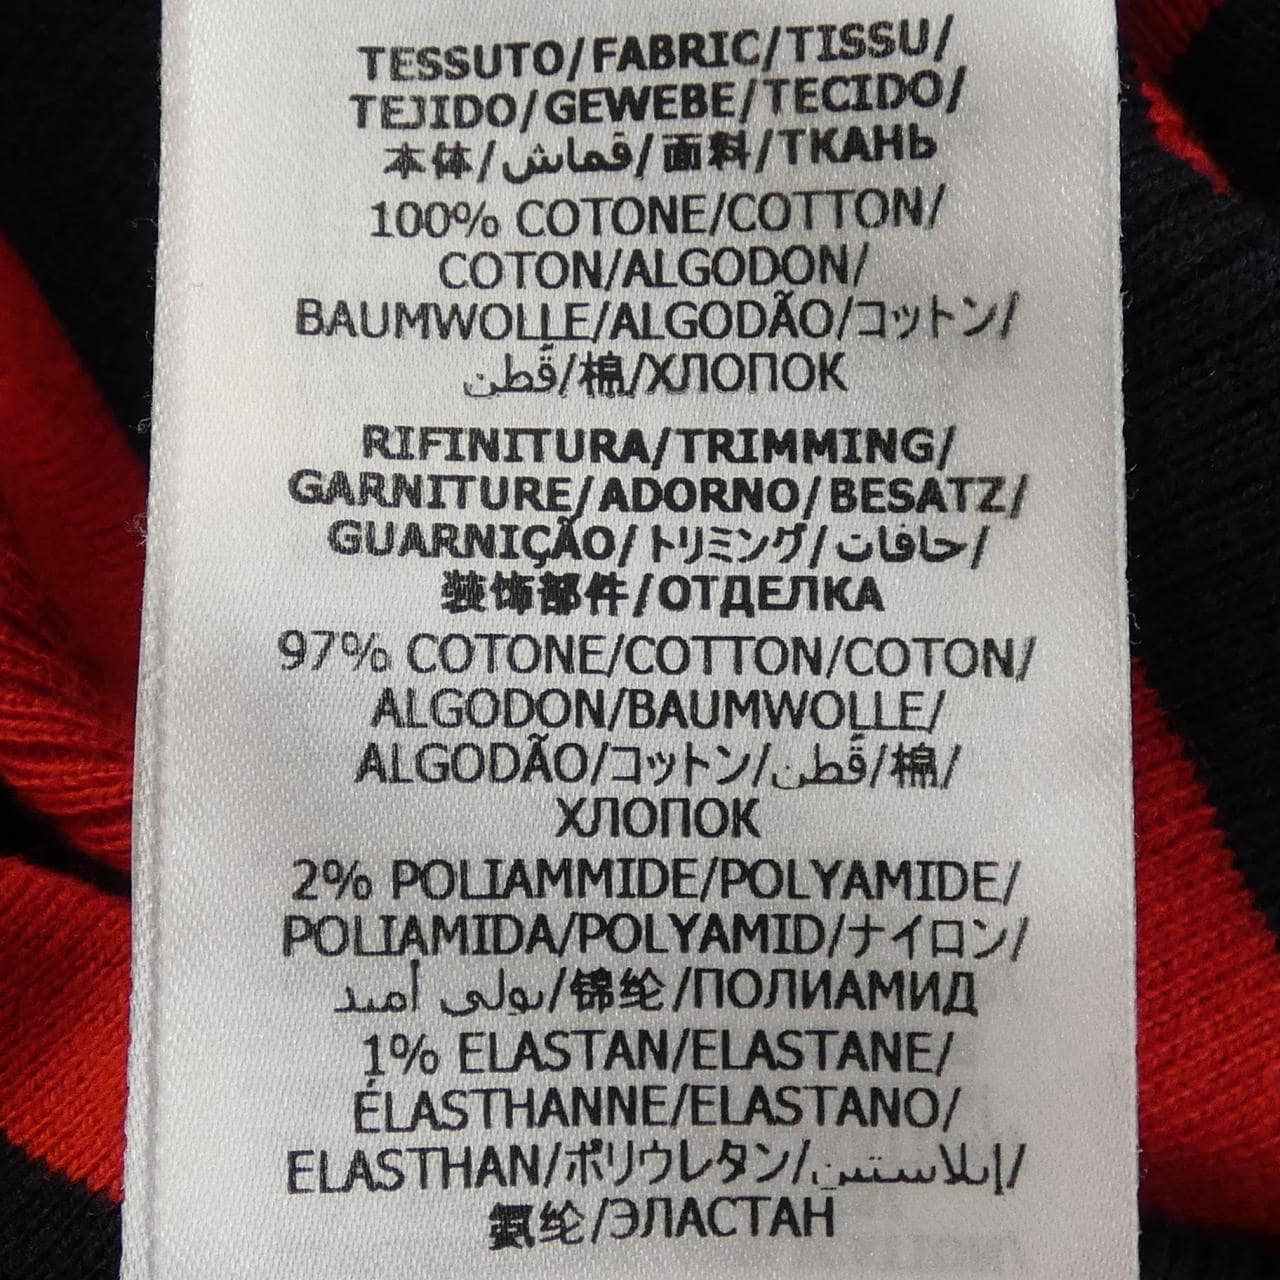 TESSUTO/FABRIC/TISSU/
TEJIDO/GEWEBE/TECIDO/
本体/قماش/面料/ТКАНЬ
100% COTONE/COTTON/
COTON/ALGODON/
BAUMWOLLE/ALGODÃO/コットン/
قطن/棉/ХЛОПОК
RIFINITURA/TRIMMING/
GARNITURE/ADORNO/BESATZ/
GUARNIÇÃO/トリミング/حافات/
装饰部件/ОТДЕЛКА
97% COTONE/COTTON/COTON/
ALGODON/BAUMWOLLE/
ALGODÃO/コットン/قطن/棉/
ХЛОПОК
2% POLIAMMIDE/POLYAMIDE/
POLIAMIDA/POLYAMID/ナイロン/
بولي أميد/锦纶/ПОЛИАМИД
1% ELASTAN/ELASTANE/
ÉLASTHANNE/ELASTANO/
ELASTHAN/ポリウレタン/إيلاستين/
氨纶/ЭЛАСТАН